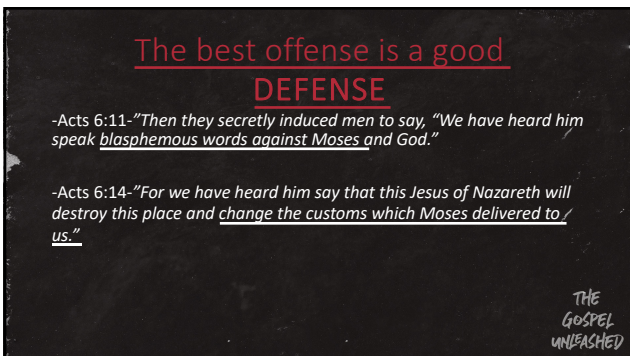 The best offense is a good
DEFENSE
-Acts 6:11-”Then they secretly induced men to say, “We have heard him
speak blasphemous words against Moses and God.”
-Acts 6:14-”For we have heard him say that this Jesus of Nazareth will
destroy this place and change the customs which Moses delivered to
us.”
THE
GOSPEL
UNLEASHED